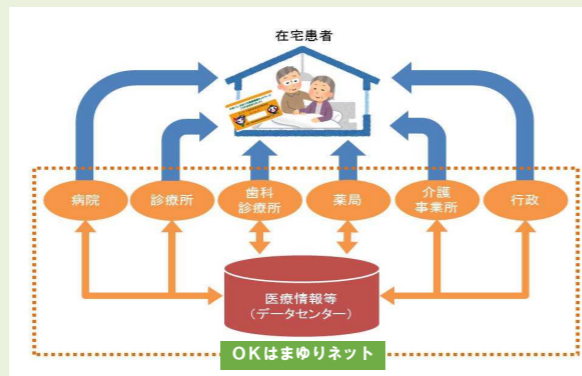 在宅患者
病院
診療所
歯科
診療所
薬局
介護
事業所
行政
医療情報等
（データセンター）
OKはまゆりネット